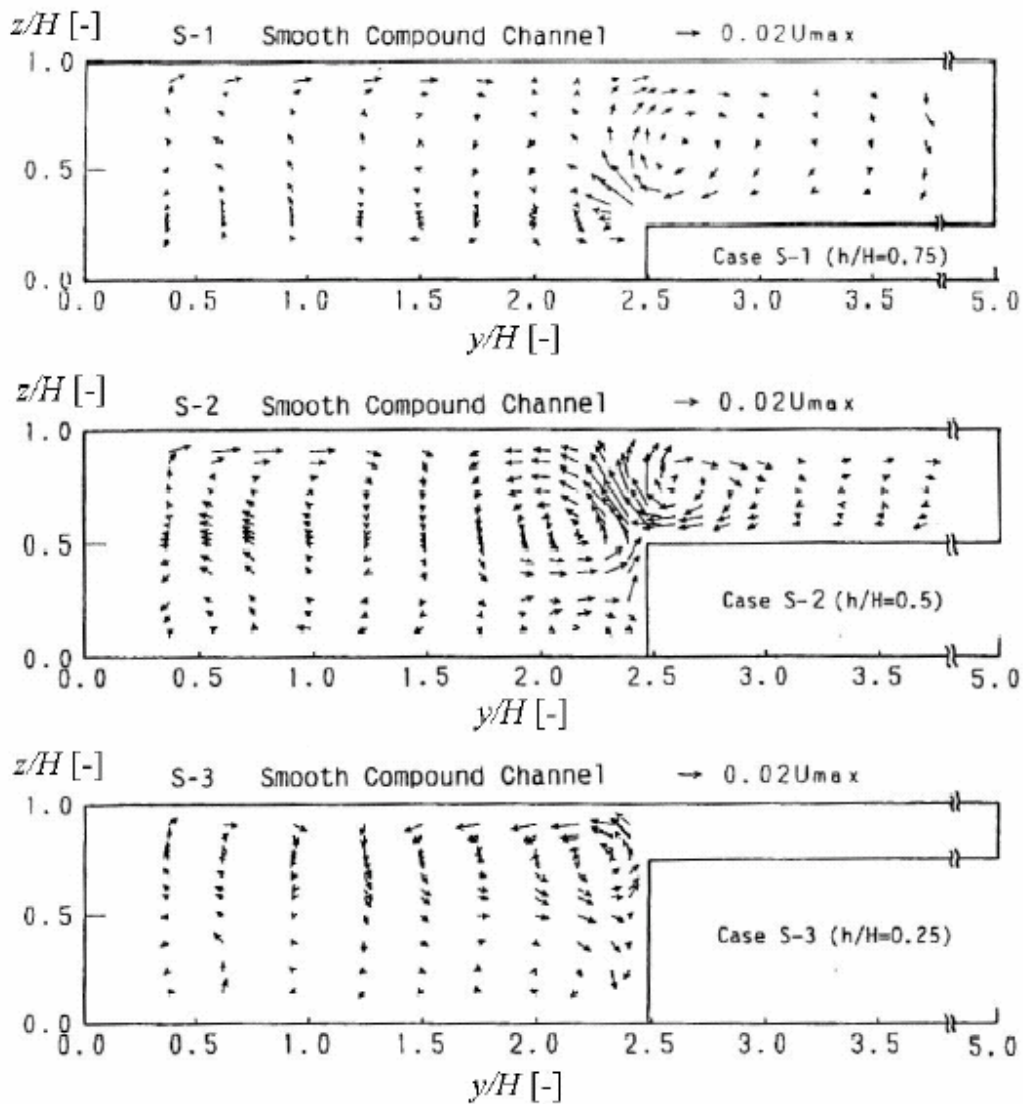 z/H [-]
S-1 Smooth Compound Channel → 0.02Umax
1.0
0.5
Case S-1 (h/H=0.75)
0.0
0.0 0.5 1.0 1.5 2.0 2.5 3.0 3.5 5.0
y/H [-]
z/H [-]
S-2 Smooth Compound Channel → 0.02Umax
1.0
0.5
Case S-2 (h/H=0.5)
0.0
0.0 0.5 1.0 1.5 2.0 2.5 3.0 3.5 5.0
y/H [-]
z/H [-]
S-3 Smooth Compound Channel → 0.02Umax
1.0
0.5
Case S-3 (h/H=0.25)
0.0
0.0 0.5 1.0 1.5 2.0 2.5 3.0 3.5 5.0
y/H [-]